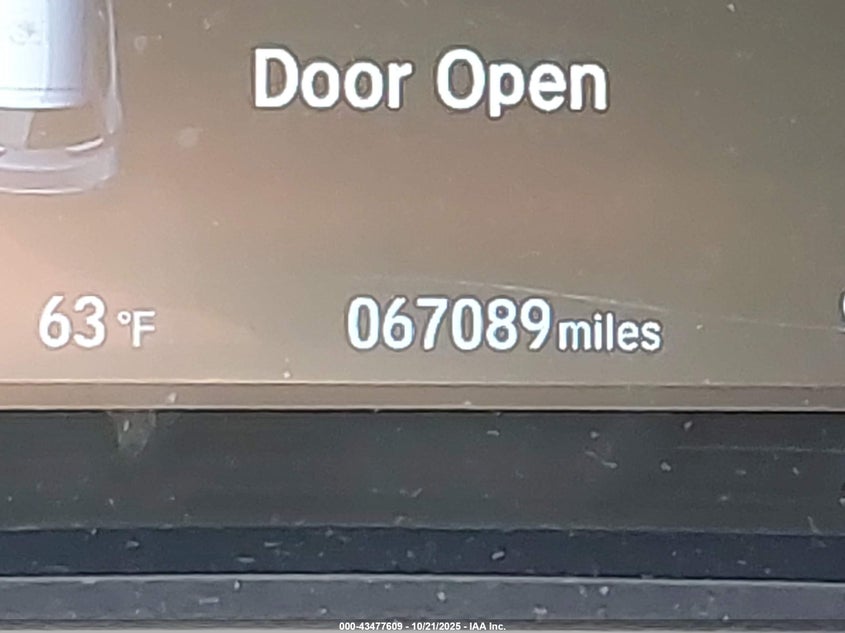 Door Open
63 °F 067089 miles
000-43477609 - 10/21/2025 - IAA Inc.